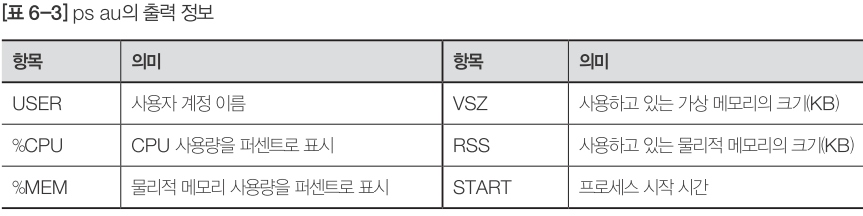 [표 6-3] ps au의 출력 정보
항목 의미 항목 의미
USER 사용자 계정 이름 VSZ 사용하고 있는 가상 메모리의 크기(KB)
%CPU CPU 사용량을 퍼센트로 표시 RSS 사용하고 있는 물리적 메모리의 크기(KB)
%MEM 물리적 메모리 사용량을 퍼센트로 표시 START 프로세스 시작 시간